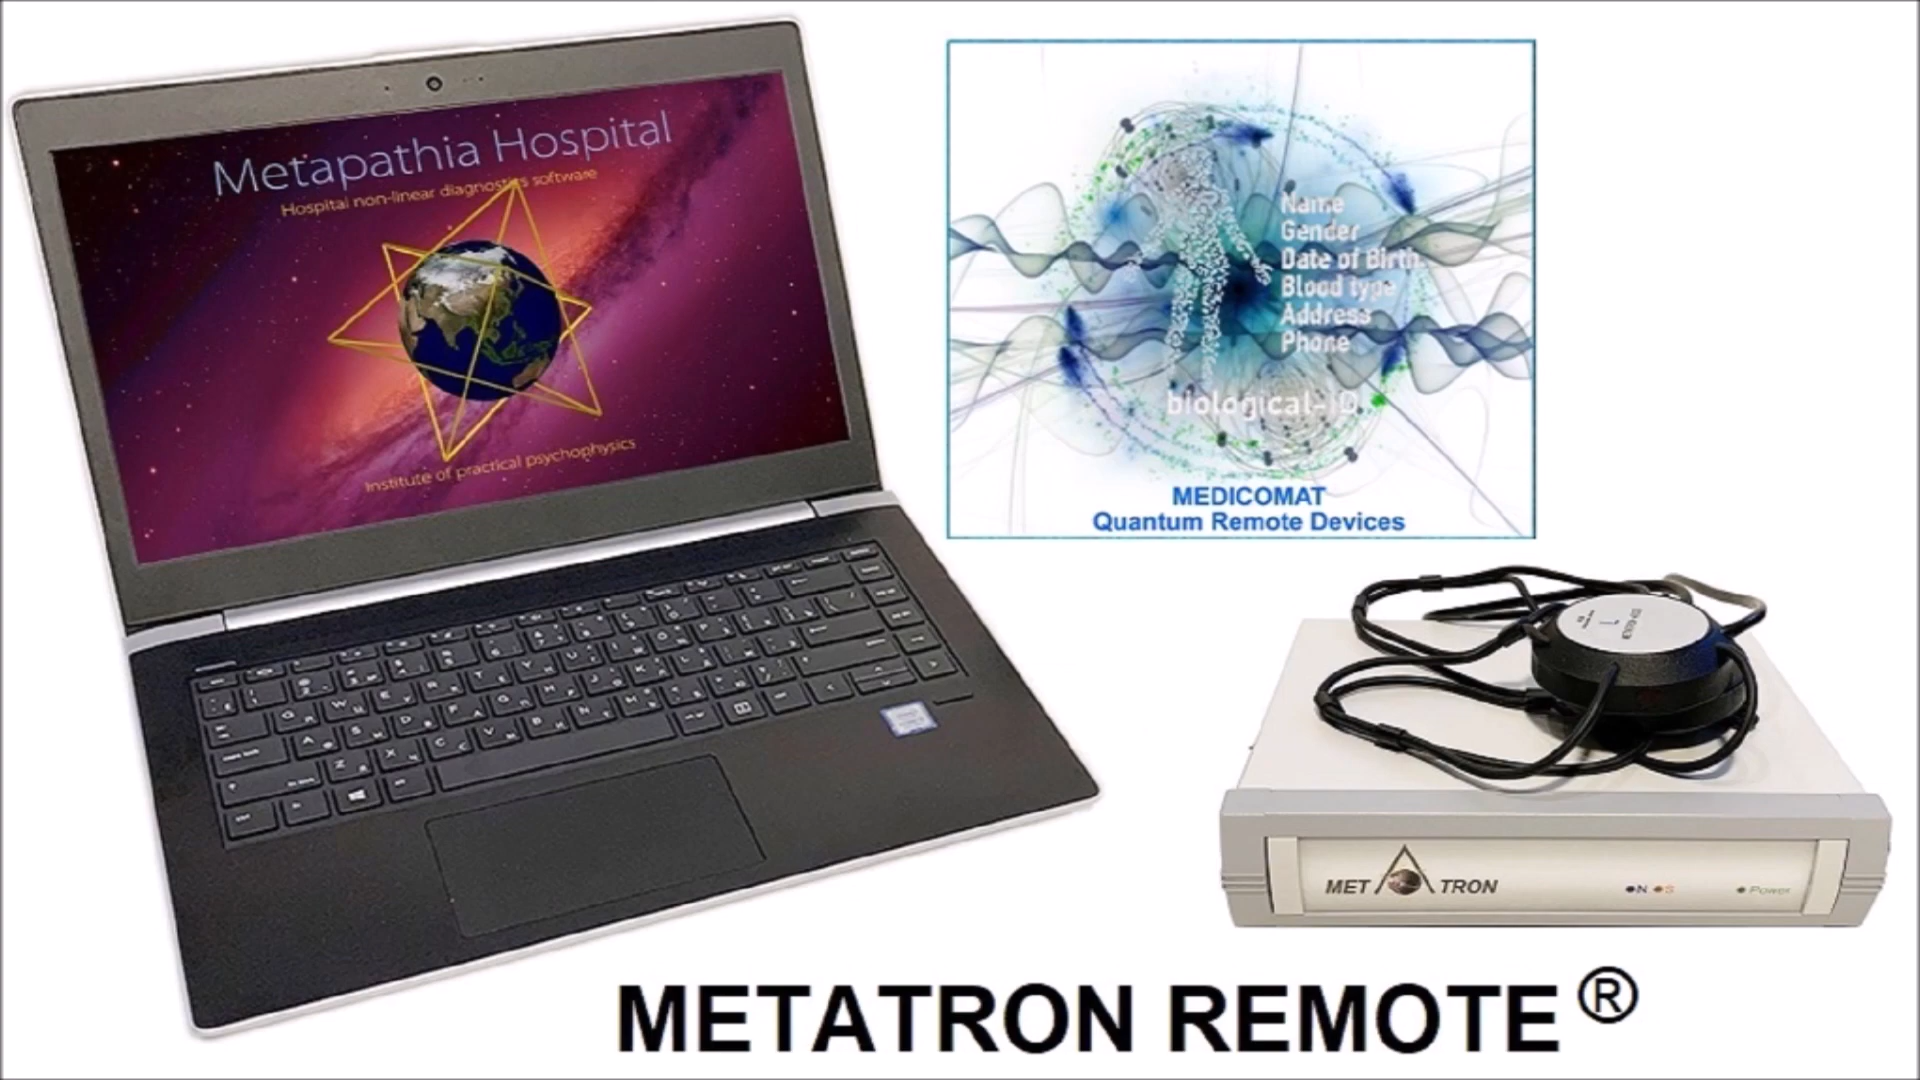 Metapathia Hospital
Hospital non-linear diagnostics software
Institute of practical psychophysics
Name
Gender
Date of Birth
Blood type
Address
Phone
biological-ID
MEDICOMAT
Quantum Remote Devices
MET TRON
N S
Power
METATRON REMOTE ®